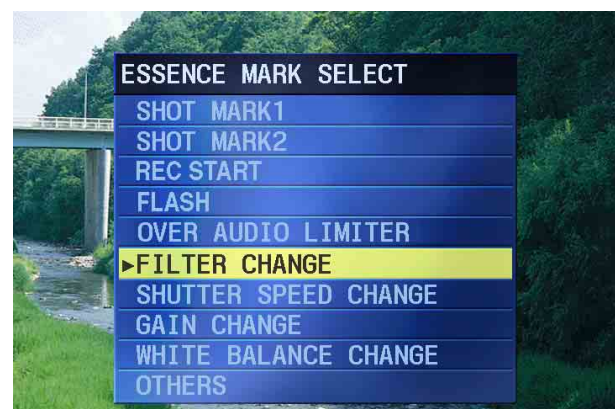 ESSENCE MARK SELECT
SHOT MARK1
SHOT MARK2
REC START
FLASH
OVER AUDIO LIMITER
▶FILTER CHANGE
SHUTTER SPEED CHANGE
GAIN CHANGE
WHITE BALANCE CHANGE
OTHERS